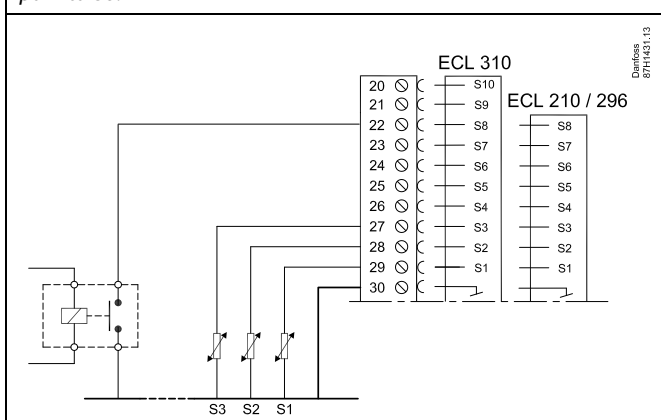 Danfoss
87H1431.13
ECL 310
ECL 210 / 296
20 S10
21 S9
22 S8 S8
23 S7 S7
24 S6 S6
25 S5 S5
26 S4 S4
27 S3 S3
28 S2 S2
29 S1 S1
30
S3 S2 S1